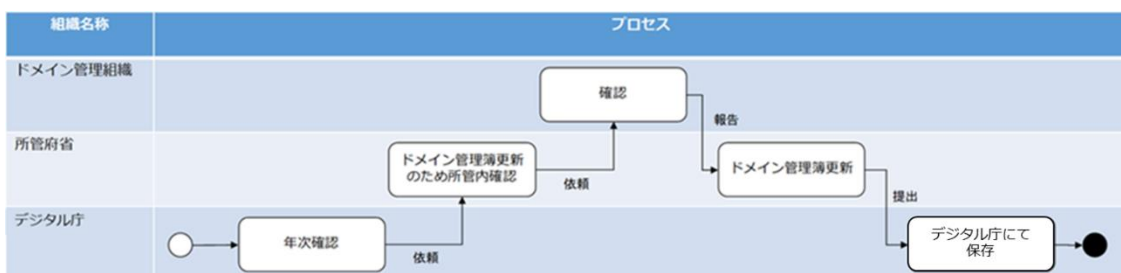 組織名称
プロセス
ドメイン管理組織
確認
報告
所管府省
ドメイン管理簿更新
のため所管内確認
依頼
ドメイン管理簿更新
提出
デジタル庁
年次確認
依頼
デジタル庁にて
保存